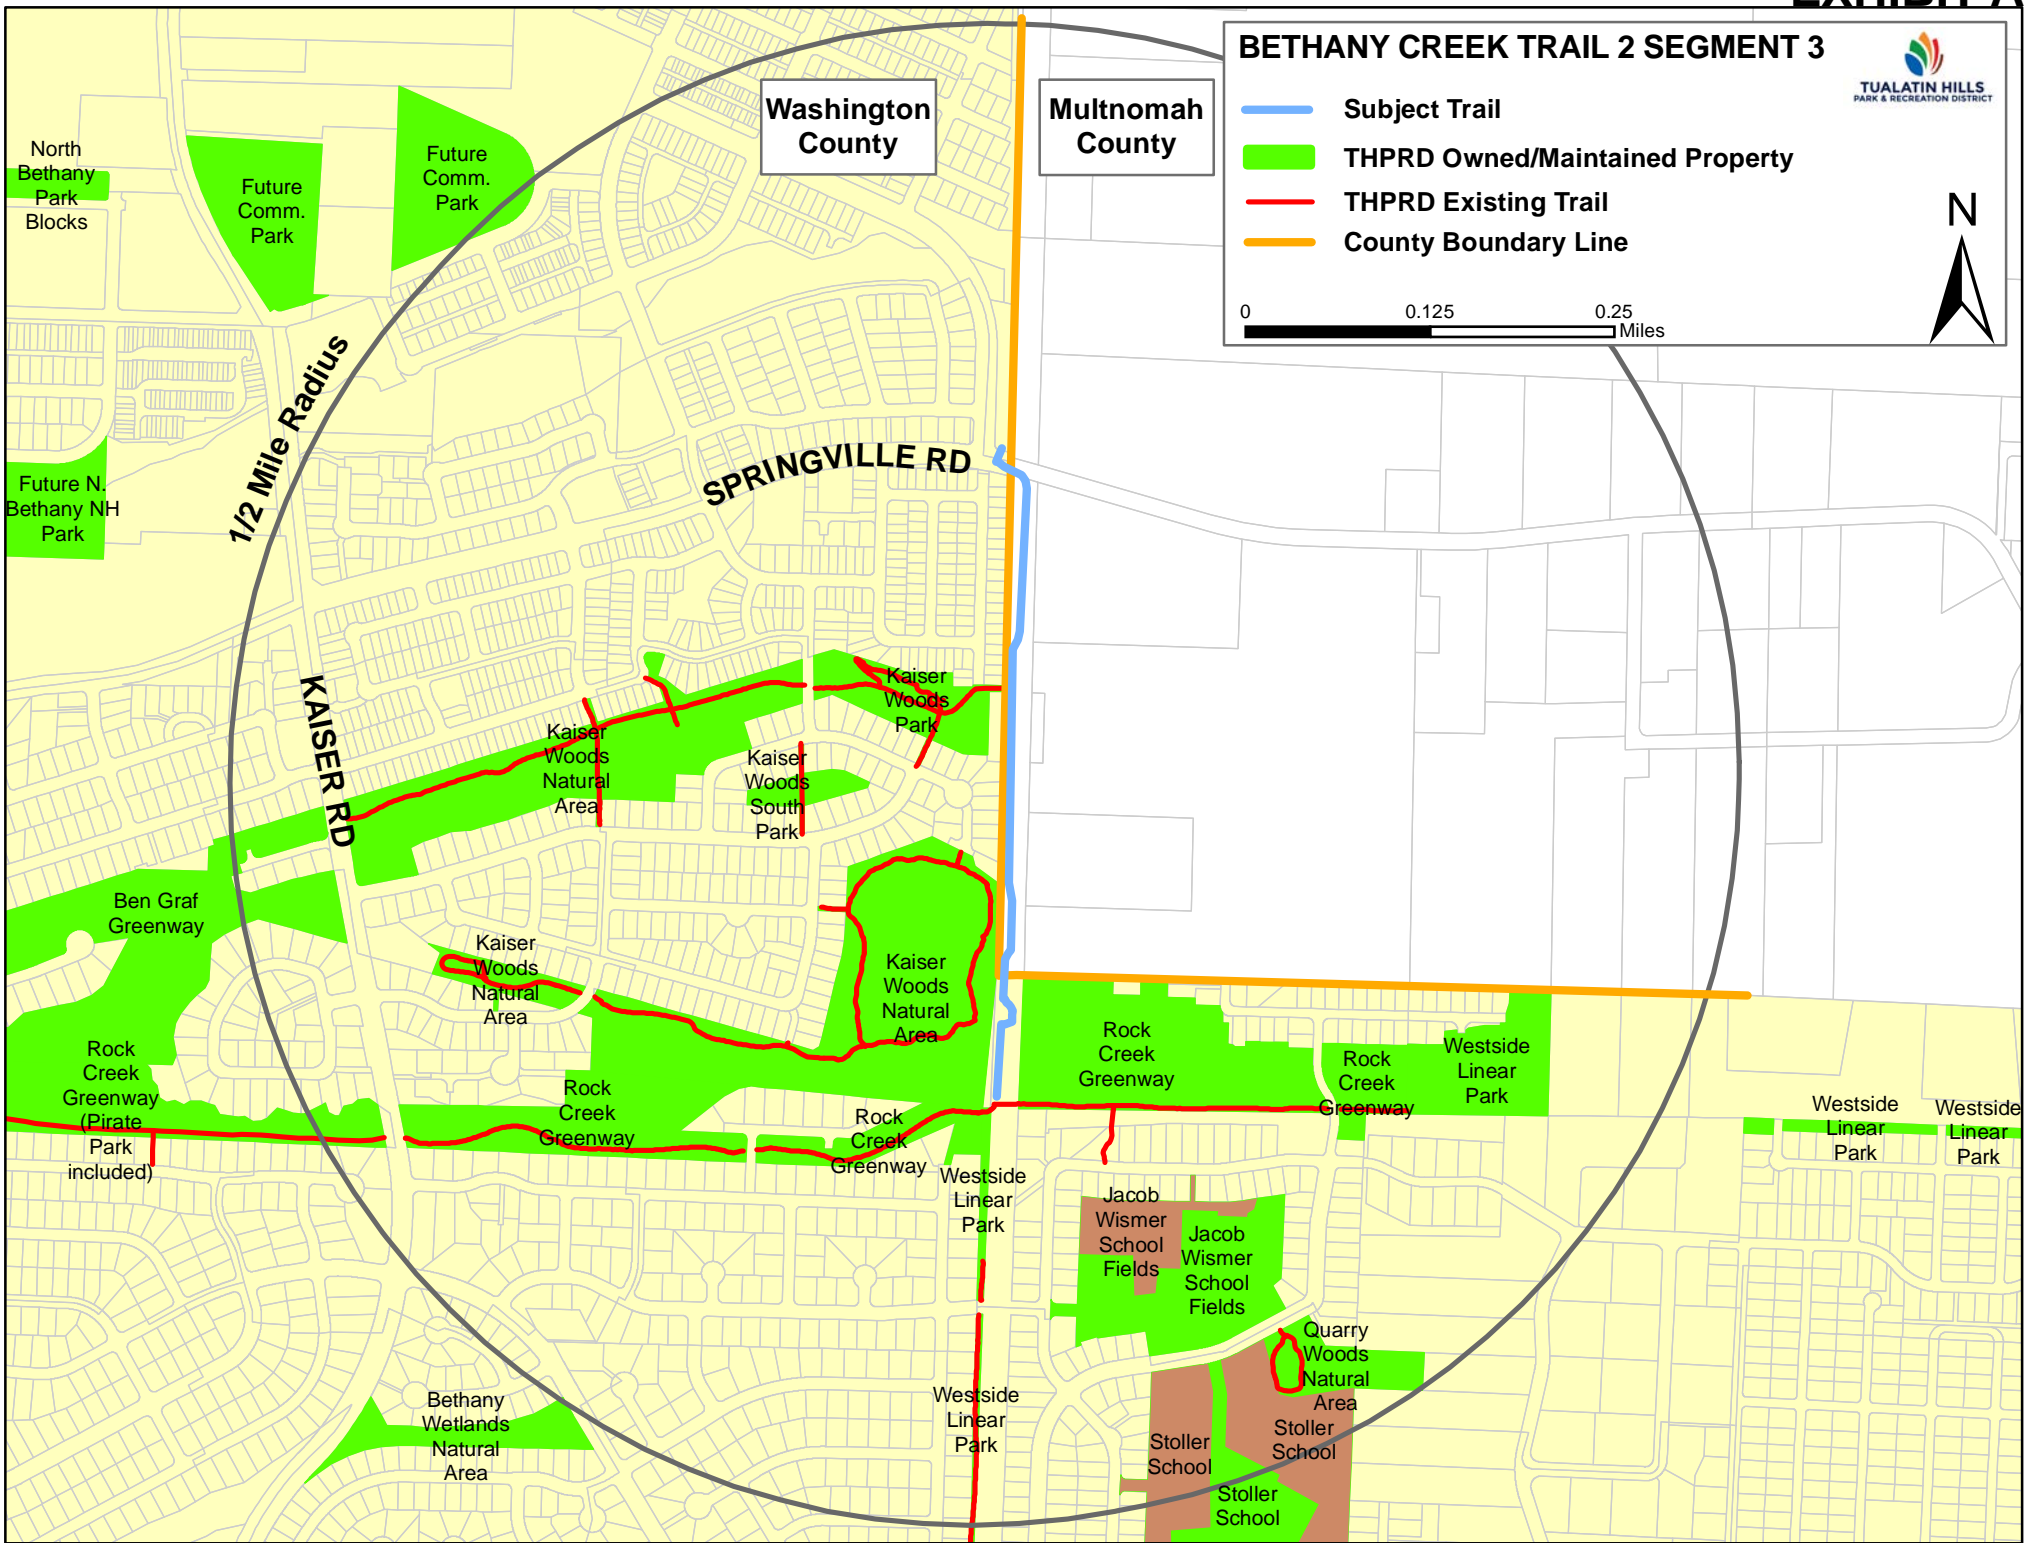 EXHIBIT A
BETHANY CREEK TRAIL 2 SEGMENT 3
TUALATIN HILLS
PARK & RECREATION DISTRICT
Subject Trail
THPRD Owned/Maintained Property
THPRD Existing Trail
County Boundary Line
N
0 0.125 0.25
Miles
Washington
County
Multnomah
County
North
Bethany
Park
Blocks
Future
Comm.
Park
Future
Comm.
Park
1/2 Mile Radius
SPRINGVILLE RD
Future N.
Bethany NH
Park
KAISER RD
Kaiser
Woods
Park
Kaiser
Woods
Natural
Area
Kaiser
Woods
South
Park
Ben Graf
Greenway
Kaiser
Woods
Natural
Area
Kaiser
Woods
Natural
Area
Rock
Creek
Greenway
(Pirate
Park
included)
Rock
Creek
Greenway
Rock
Creek
Greenway
Rock
Creek
Greenway
Rock
Creek
Greenway
Westside
Linear
Park
Westside
Linear
Park
Westside
Linear
Park
Westside
Linear
Park
Jacob
Wismer
School
Fields
Jacob
Wismer
School
Fields
Quarry
Woods
Natural
Area
Westside
Linear
Park
Bethany
Wetlands
Natural
Area
Stoller
School
Stoller
School
Stoller
School